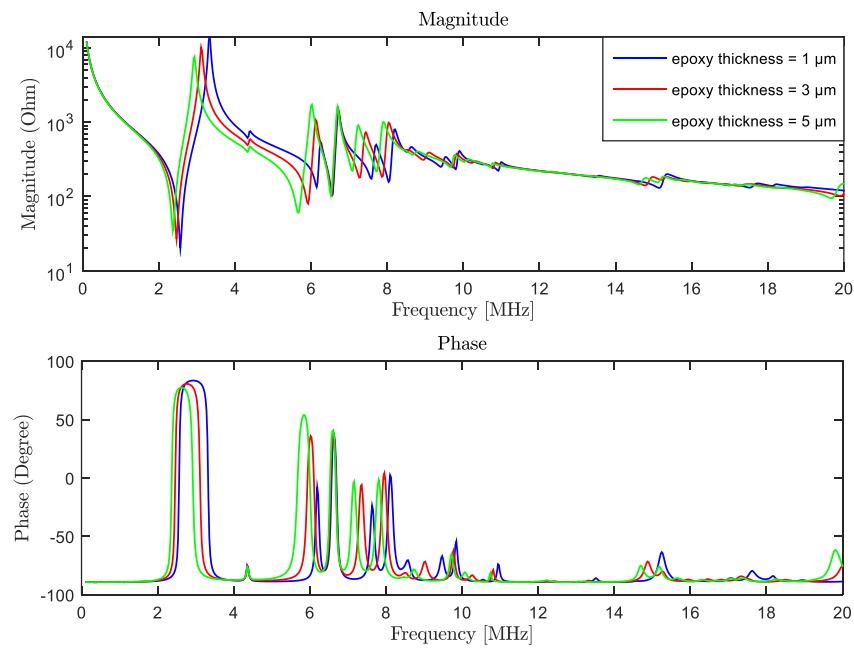 Magnitude
10^4
10^3
10^2
10^1
Magnitude (Ohm)
epoxy thickness = 1 μm
epoxy thickness = 3 μm
epoxy thickness = 5 μm
0 2 4 6 8 10 12 14 16 18 20
Frequency [MHz]
Phase
100
50
0
-50
-100
Phase (Degree)
0 2 4 6 8 10 12 14 16 18 20
Frequency [MHz]